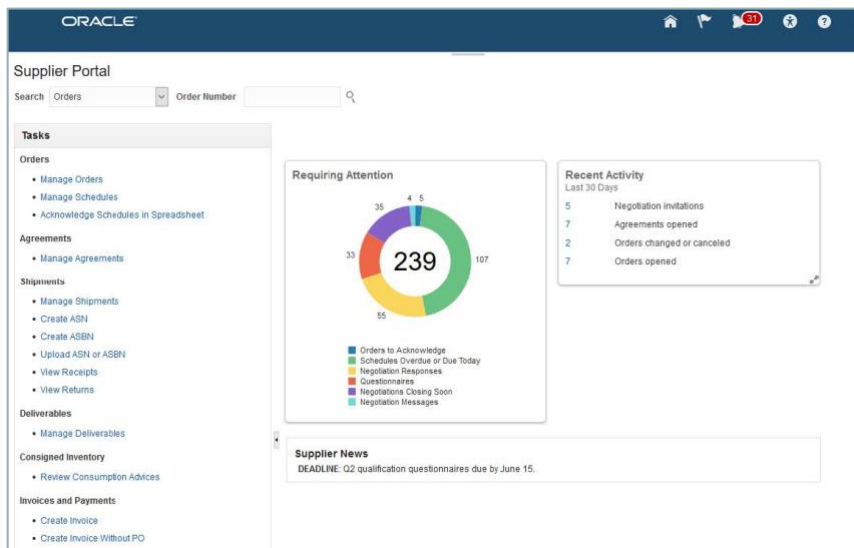 ORACLE
31
Supplier Portal
Search Orders Order Number
Tasks
Orders
Manage Orders
Manage Schedules
Acknowledge Schedules in Spreadsheet
Agreements
Manage Agreements
Shipments
Manage Shipments
Create ASN
Create ASBN
Upload ASN or ASBN
View Receipts
View Returns
Deliverables
Manage Deliverables
Consigned Inventory
Review Consumption Advices
Invoices and Payments
Create Invoice
Create Invoice Without PO
Requiring Attention
4 5
35
33
239
107
55
Orders to Acknowledge
Schedules Overdue or Due Today
Negotiation Responses
Questionnaires
Negotiations Closing Soon
Negotiation Messages
Recent Activity
Last 30 Days
5 Negotiation invitations
7 Agreements opened
2 Orders changed or canceled
7 Orders opened
Supplier News
DEADLINE: Q2 qualification questionnaires due by June 15.